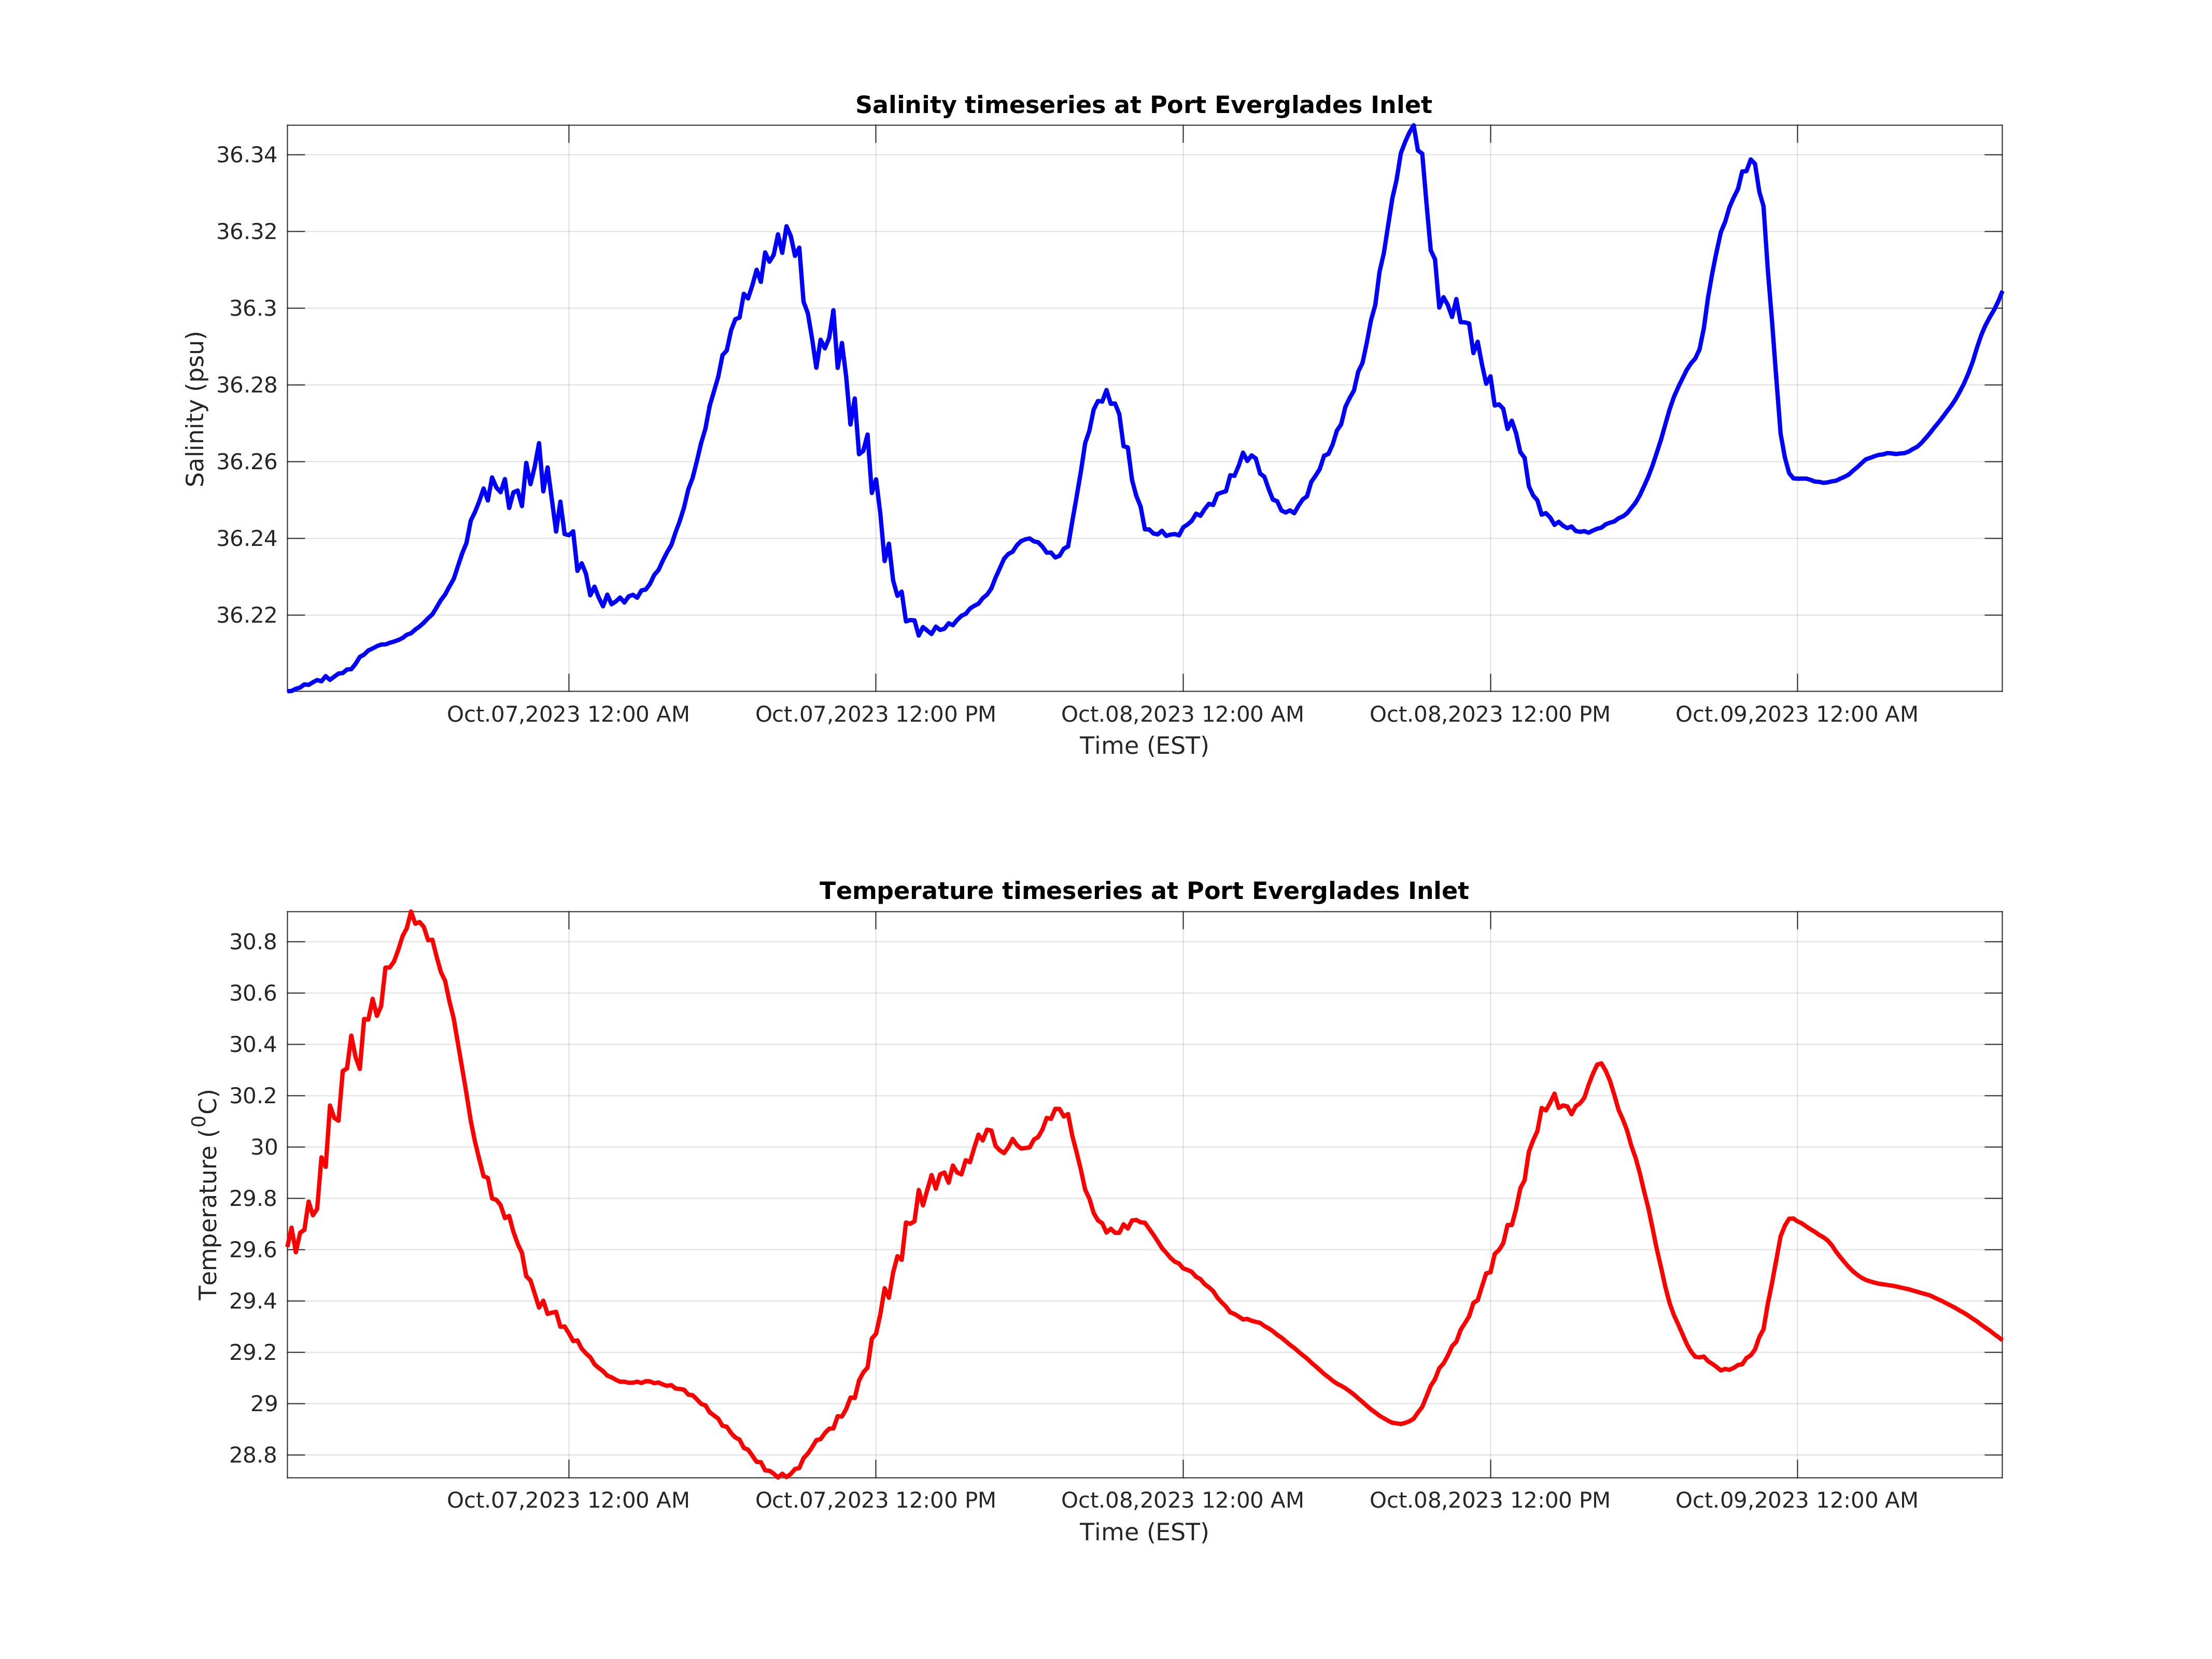 Salinity timeseries at Port Everglades Inlet
36.34
36.32
36.3
36.28
36.26
36.24
36.22
Salinity (psu)
Oct.07,2023 12:00 AM
Oct.07,2023 12:00 PM
Oct.08,2023 12:00 AM
Oct.08,2023 12:00 PM
Oct.09,2023 12:00 AM
Time (EST)
Temperature timeseries at Port Everglades Inlet
30.8
30.6
30.4
30.2
30
29.8
29.6
29.4
29.2
29
28.8
Temperature (⁰C)
Oct.07,2023 12:00 AM
Oct.07,2023 12:00 PM
Oct.08,2023 12:00 AM
Oct.08,2023 12:00 PM
Oct.09,2023 12:00 AM
Time (EST)